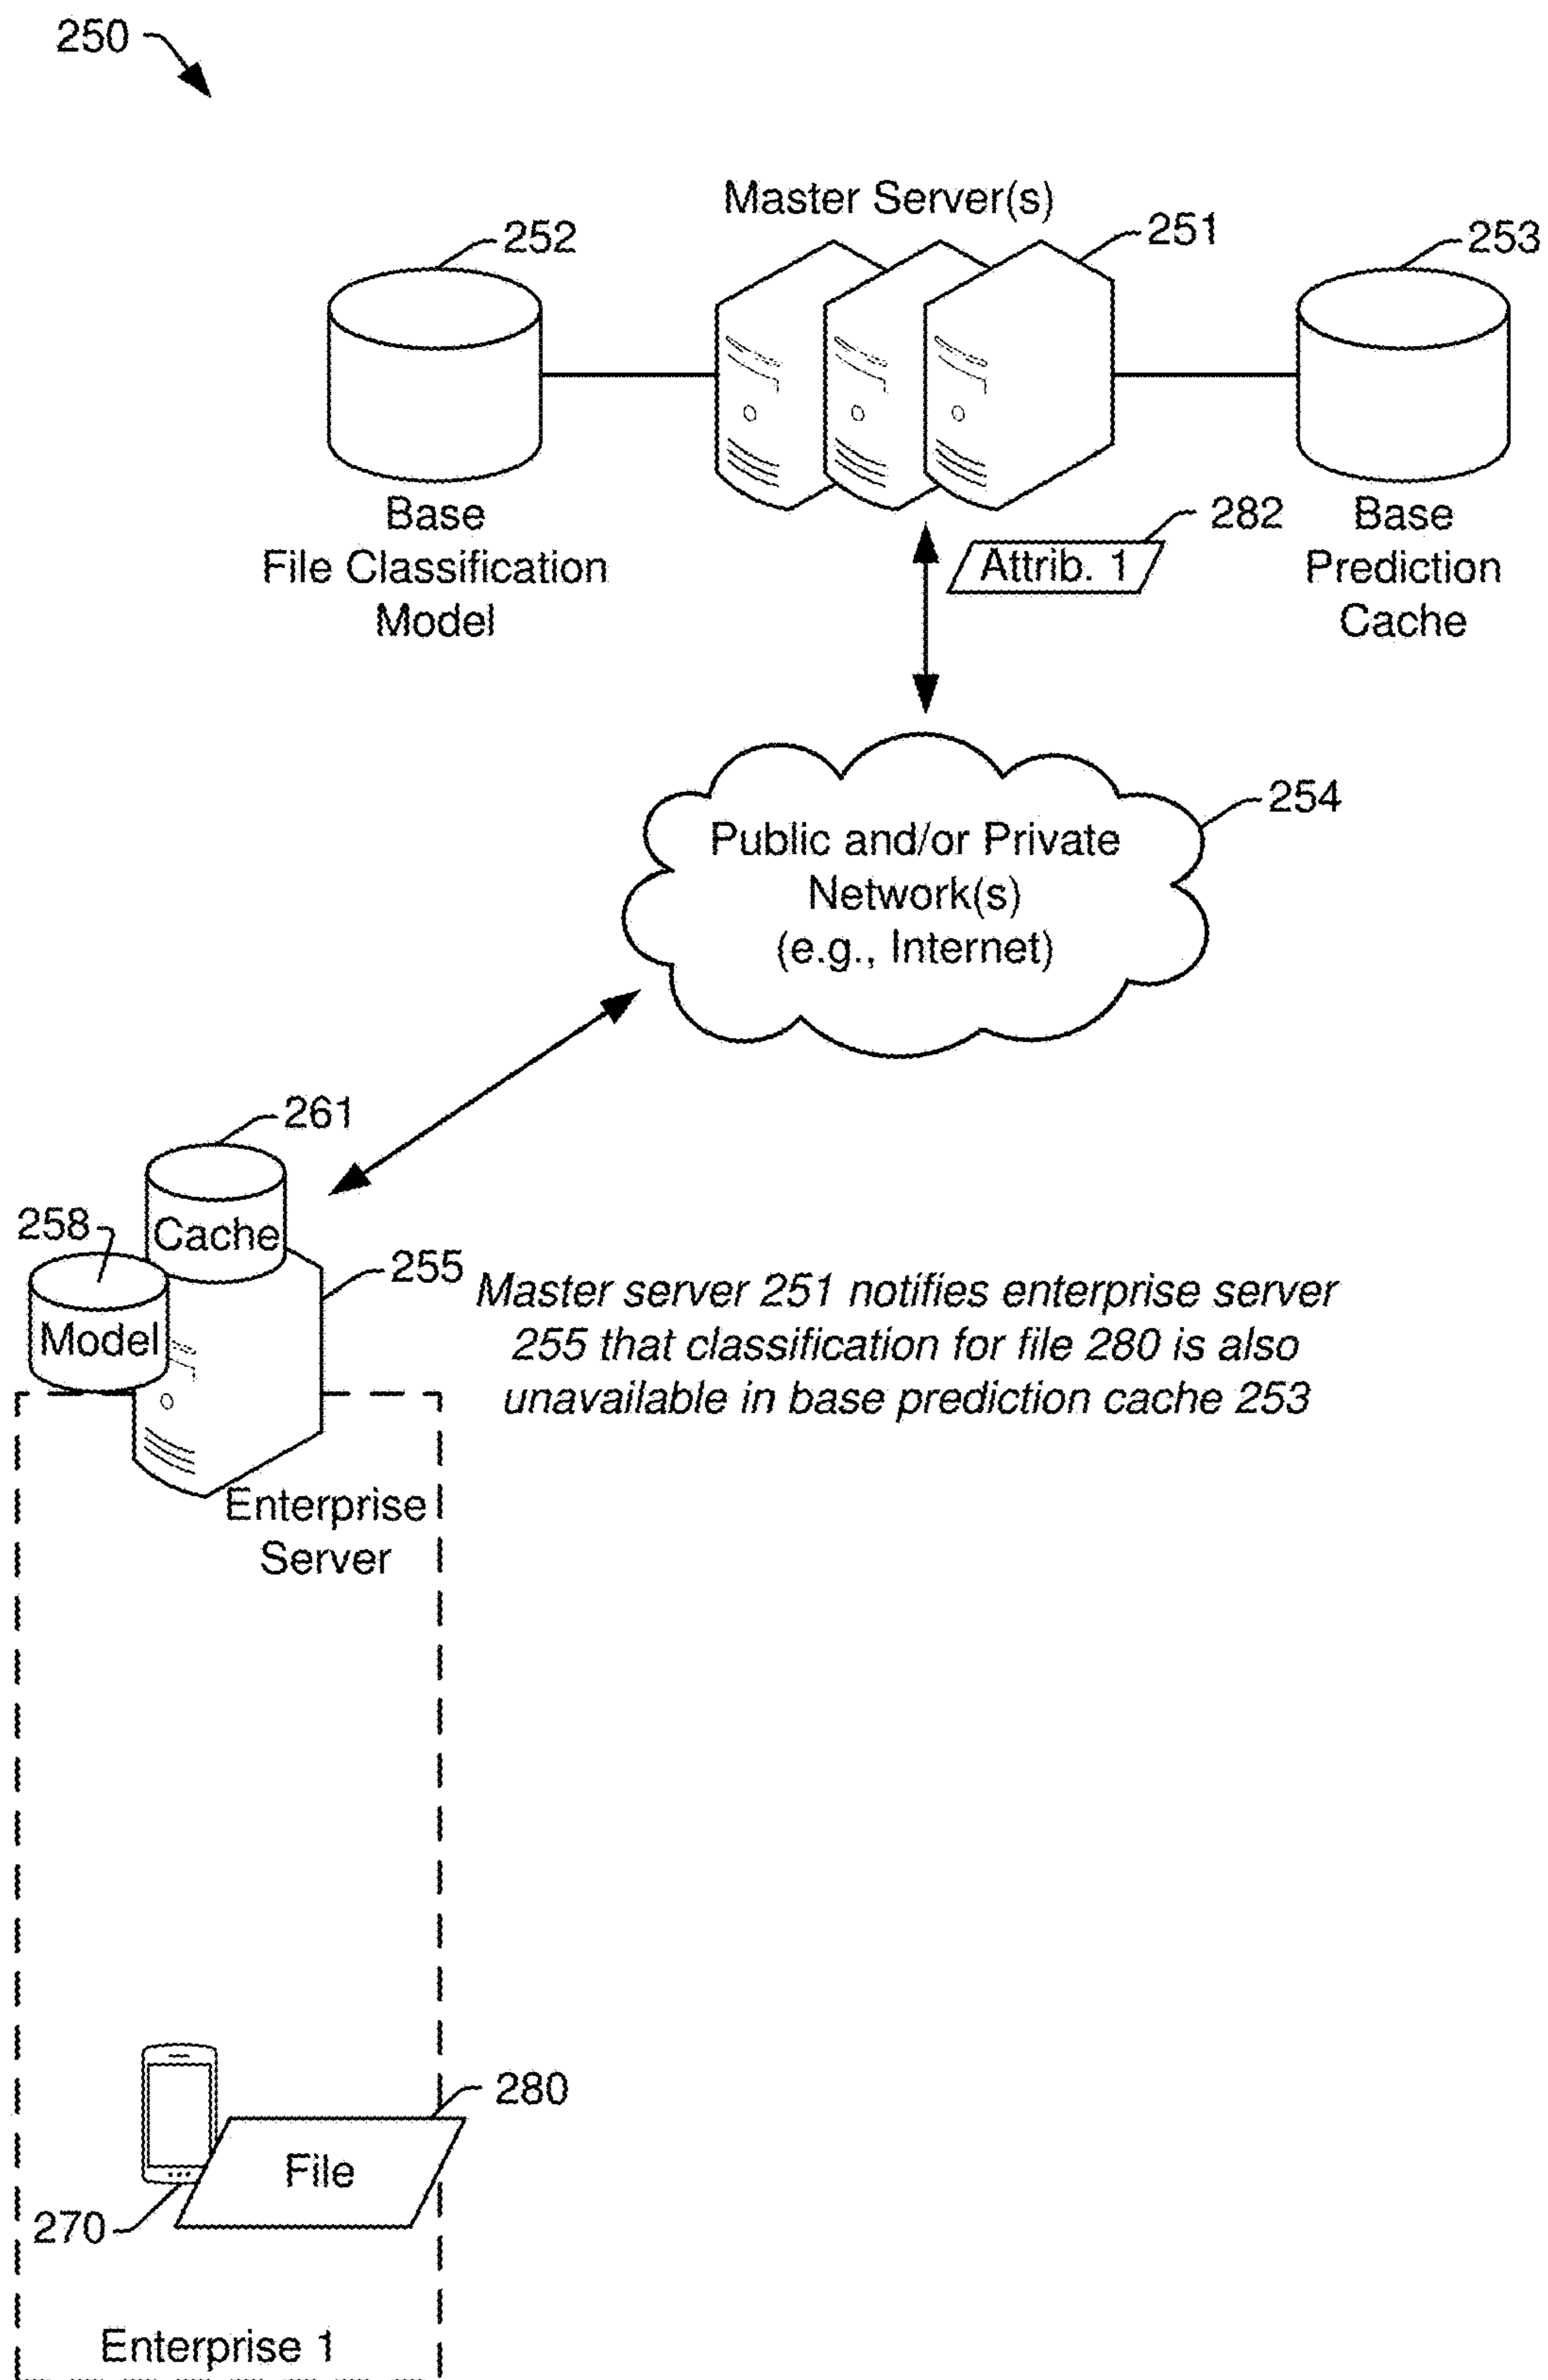 250
Master Server(s)
252
251
253
Base
File Classification
Model
282
Attrib. 1
Base
Prediction
Cache
254
Public and/or Private
Network(s)
(e.g., Internet)
261
Cache
258
Model
255
Master server 251 notifies enterprise server
255 that classification for file 280 is also
unavailable in base prediction cache 253
Enterprise
Server
280
File
270
Enterprise 1